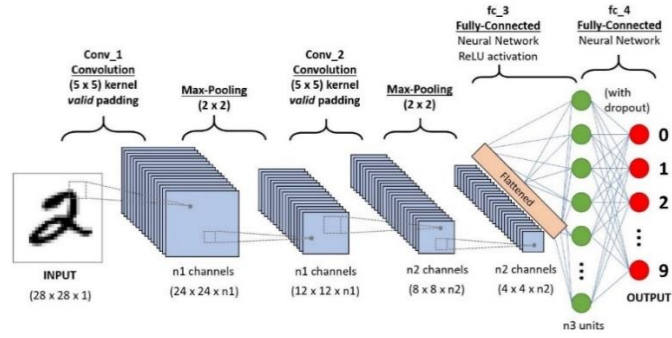 fc_3
Fully-Connected
Neural Network
ReLU activation
fc_4
Fully-Connected
Neural Network
Conv_1
Convolution
(5 x 5) kernel
valid padding
Max-Pooling
(2 x 2)
Conv_2
Convolution
(5 x 5) kernel
valid padding
Max-Pooling
(2 x 2)
(with
dropout)
Flattened
0
1
2
9
2
INPUT
(28 x 28 x 1)
n1 channels
(24 x 24 x n1)
n1 channels
(12 x 12 x n1)
n2 channels
(8 x 8 x n2)
n2 channels
(4 x 4 x n2)
n3 units
OUTPUT